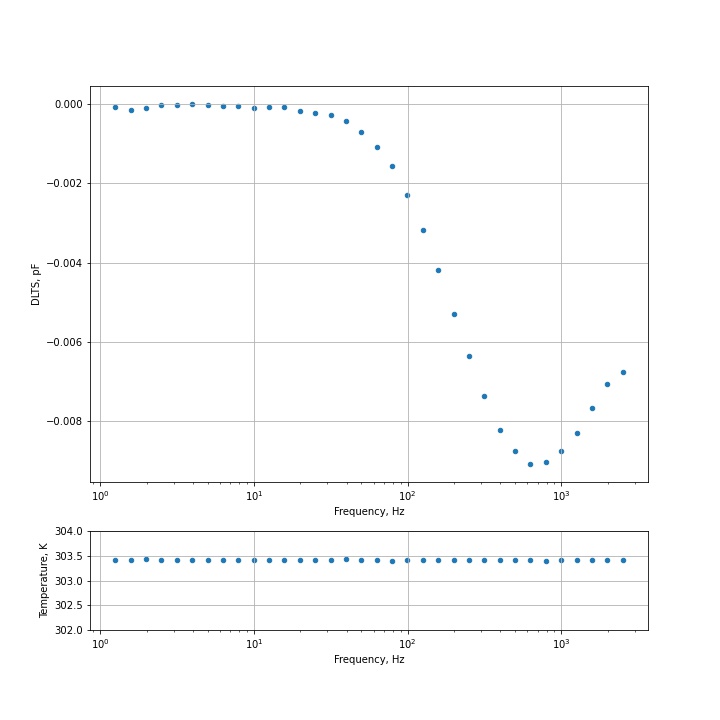 0.000
−0.002
−0.004
−0.006
−0.008
DLTS, pF
10⁰ 10¹ 10² 10³
Frequency, Hz
304.0
303.5
303.0
302.5
302.0
Temperature, K
10⁰ 10¹ 10² 10³
Frequency, Hz